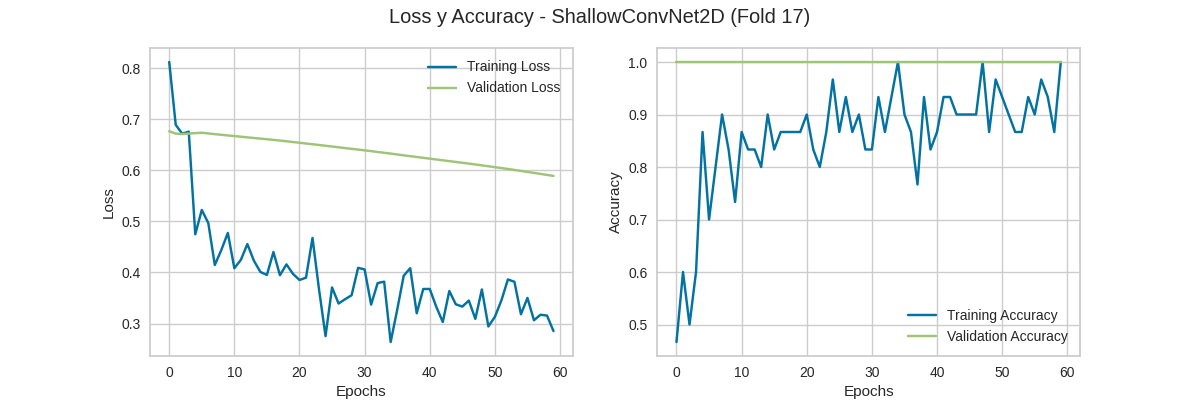 Loss y Accuracy - ShallowConvNet2D (Fold 17)
Training Loss
Validation Loss
0.8
0.7
0.6
0.5
0.4
0.3
Loss
0 10 20 30 40 50 60
Epochs
1.0
0.9
0.8
0.7
0.6
0.5
Accuracy
Training Accuracy
Validation Accuracy
0 10 20 30 40 50 60
Epochs